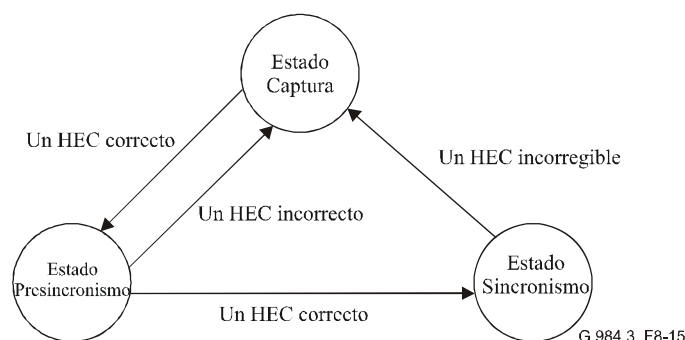 Estado
Captura
Un HEC correcto
Un HEC incorregible
Un HEC incorrecto
Estado
Presincronismo
Estado
Sincronismo
Un HEC correcto
G.984.3_F8-15